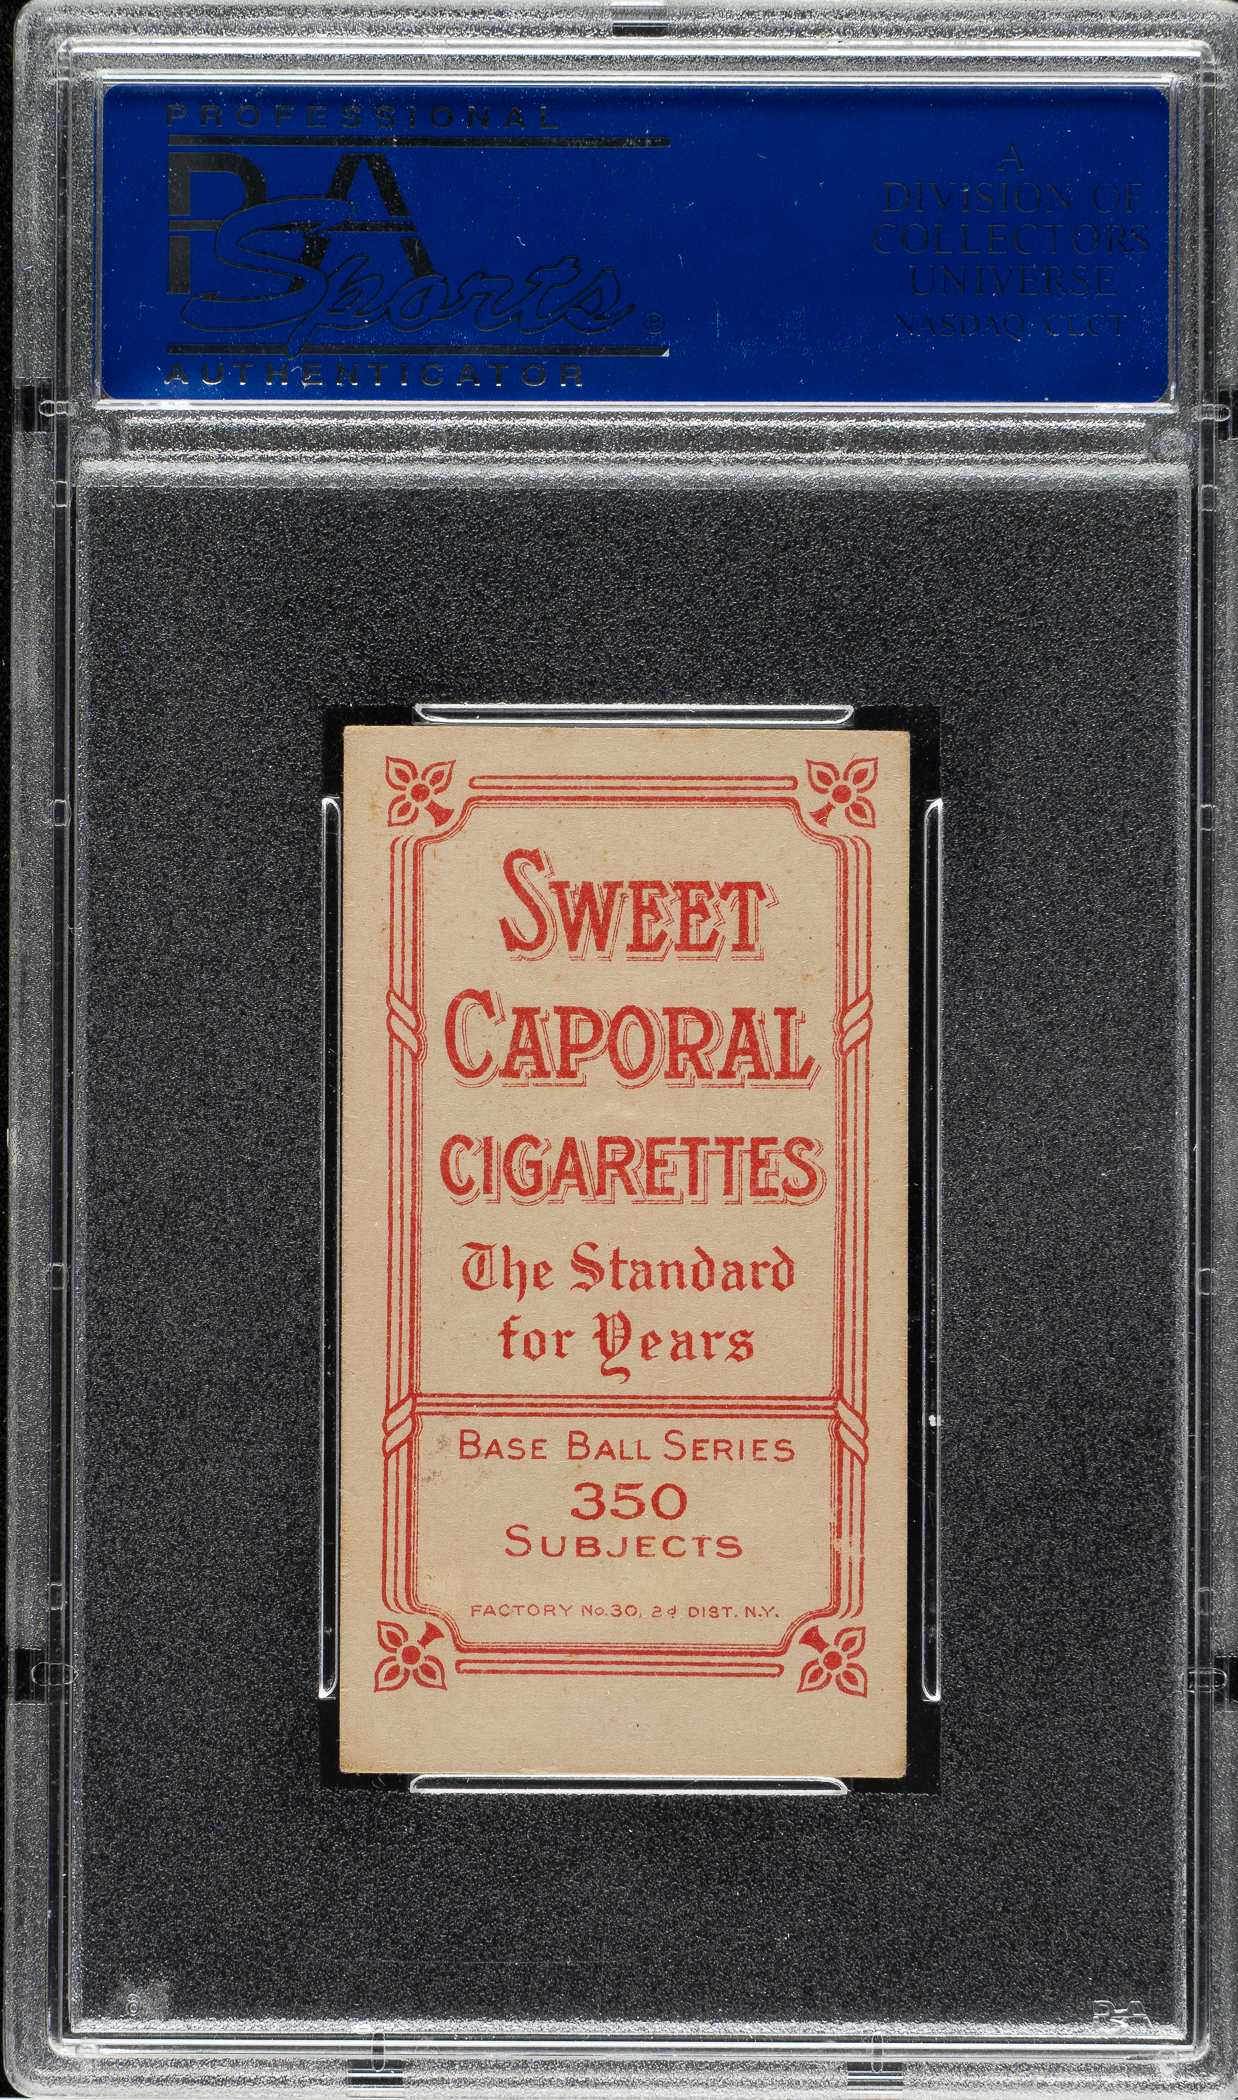 PROFESSIONAL
PSA
Sports ®
AUTHENTICATOR
A
DIVISION OF
COLLECTORS
UNIVERSE
NASDAQ: CLCT
SWEET
CAPORAL
CIGARETTES
The Standard
for Years
BASE BALL SERIES
350
SUBJECTS
FACTORY No. 30, 2d DIST. N.Y.
PSA